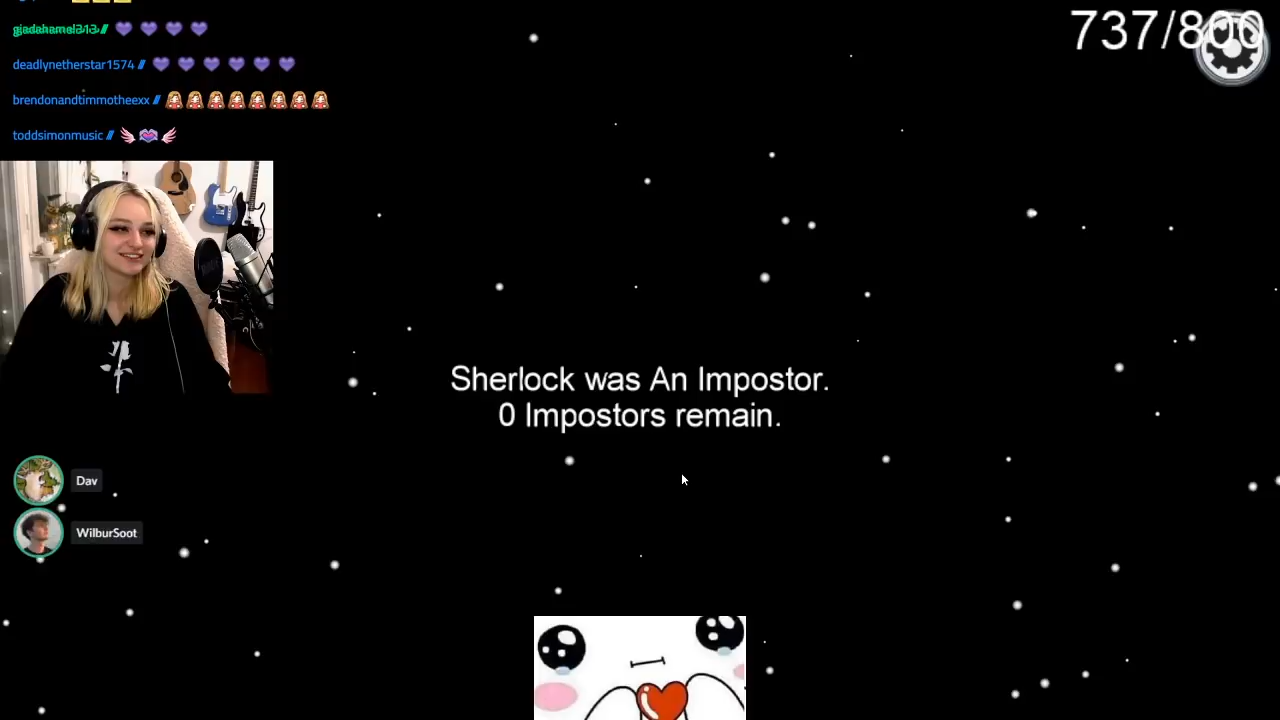 737/800
giadahamel313 //
deadlynetherstar1574 //
brendonandtimmotheexx //
toddsimonmusic //
Sherlock was An Impostor.
0 Impostors remain.
Dav
WilburSoot